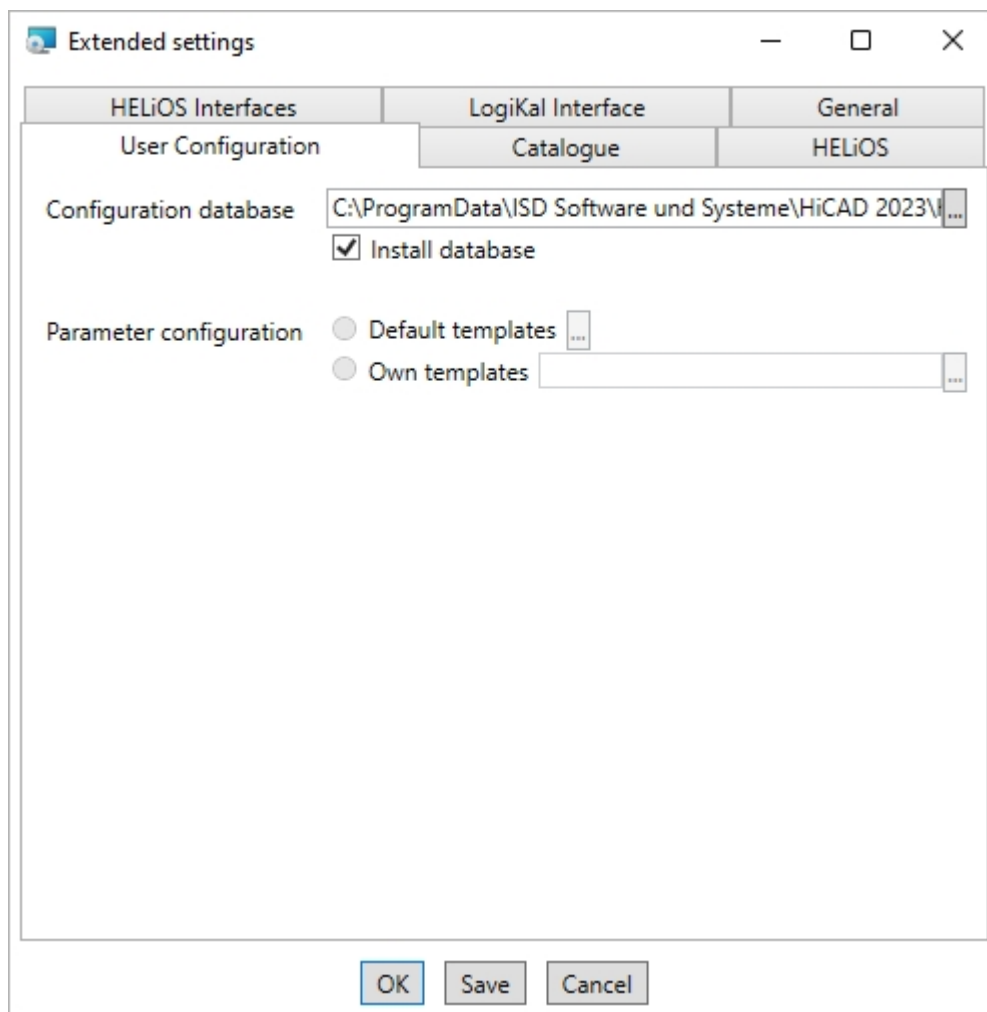 Extended settings
HELiOS Interfaces LogiKal Interface General
User Configuration Catalogue HELiOS
Configuration database C:\ProgramData\ISD Software und Systeme\HiCAD 2023\ ...
Install database
Parameter configuration Default templates ...
Own templates ...
OK Save Cancel